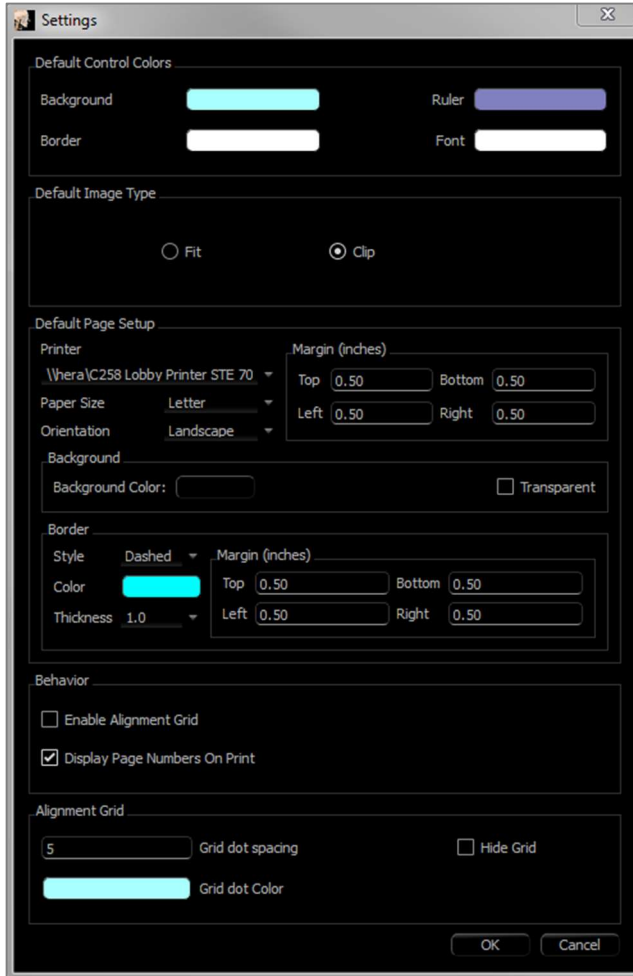 Settings
Default Control Colors
Background Ruler
Border Font
Default Image Type
Fit Clip
Default Page Setup
Printer Margin (inches)
\\hera\C258 Lobby Printer STE 70 Top 0.50 Bottom 0.50
Paper Size Letter
Left 0.50 Right 0.50
Orientation Landscape
Background
Background Color: Transparent
Border
Style Dashed Margin (inches)
Color Top 0.50 Bottom 0.50
Thickness 1.0 Left 0.50 Right 0.50
Behavior
Enable Alignment Grid
Display Page Numbers On Print
Alignment Grid
5 Grid dot spacing Hide Grid
Grid dot Color
OK Cancel